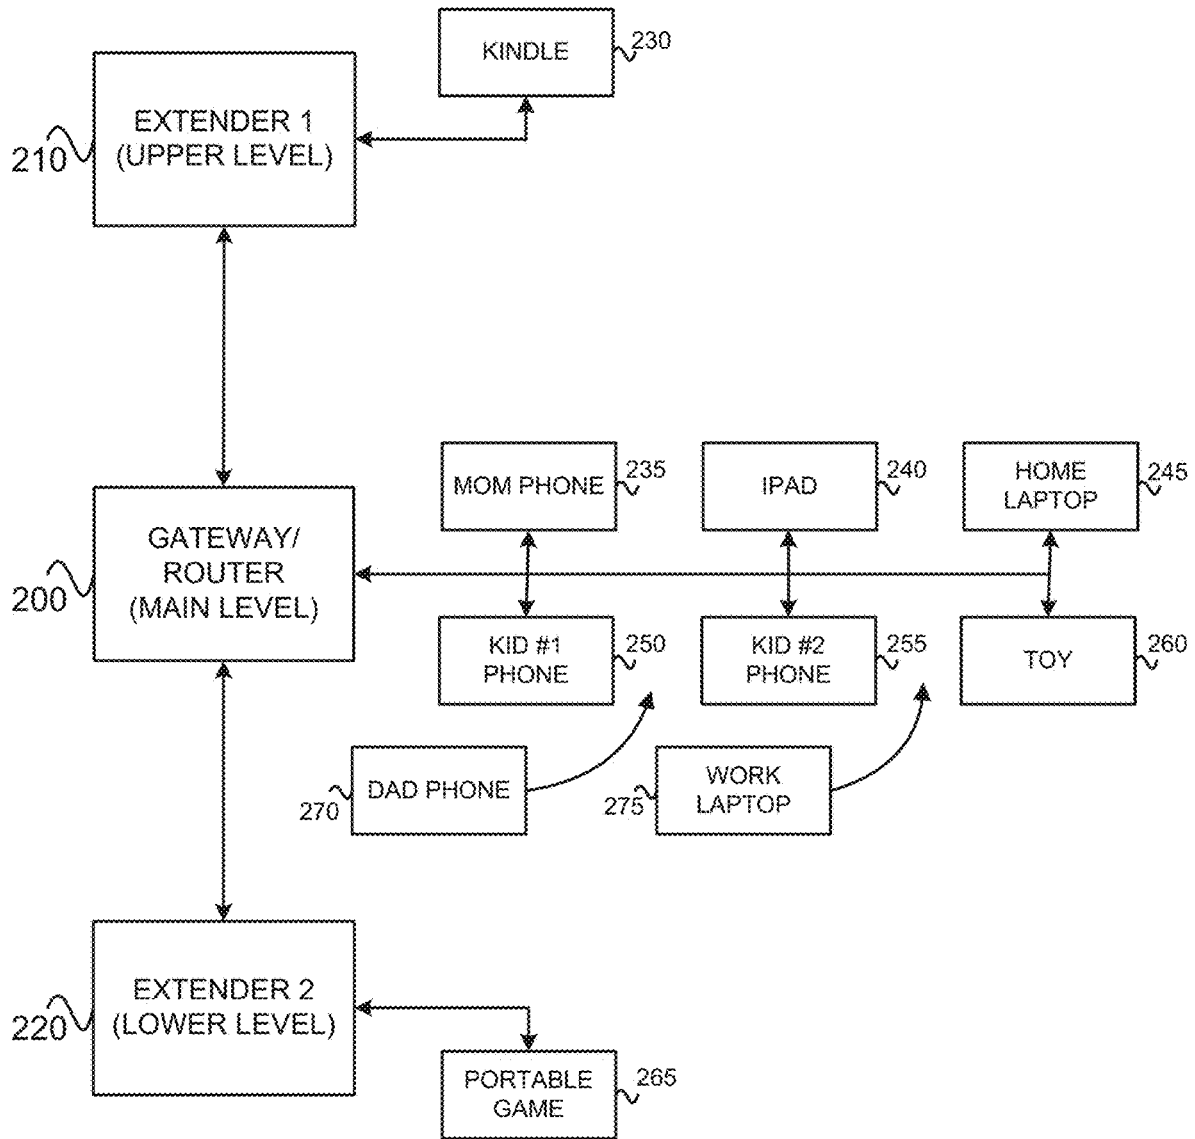 KINDLE
230
EXTENDER 1
(UPPER LEVEL)
210
MOM PHONE
235
IPAD
240
HOME
LAPTOP
245
GATEWAY/
ROUTER
(MAIN LEVEL)
200
KID #1
PHONE
250
KID #2
PHONE
255
TOY
260
DAD PHONE
270
WORK
LAPTOP
275
EXTENDER 2
(LOWER LEVEL)
220
PORTABLE
GAME
265